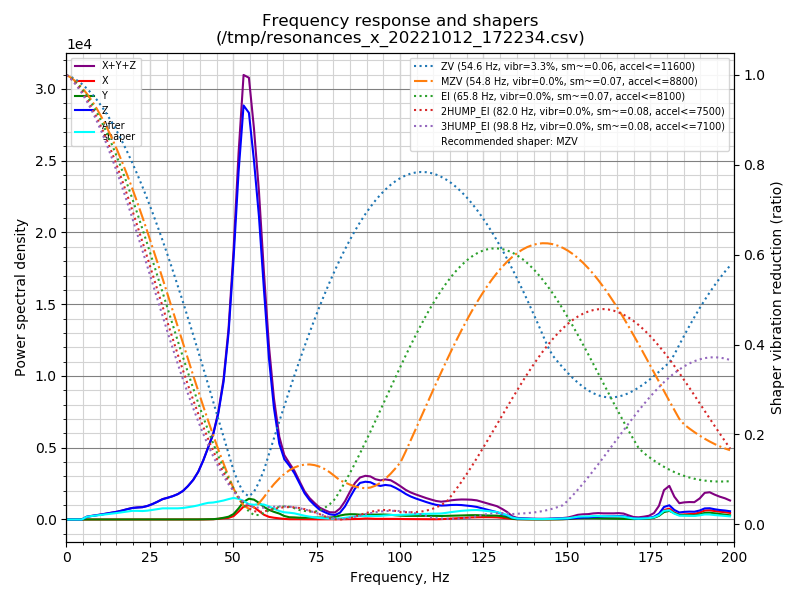 Frequency response and shapers
(/tmp/resonances_x_20221012_172234.csv)
1e4
X+Y+Z
X
Y
Z
After
shaper
ZV (54.6 Hz, vibr=3.3%, sm~=0.06, accel<=11600)
MZV (54.8 Hz, vibr=0.0%, sm~=0.07, accel<=8800)
EI (65.8 Hz, vibr=0.0%, sm~=0.07, accel<=8100)
2HUMP_EI (82.0 Hz, vibr=0.0%, sm~=0.08, accel<=7500)
3HUMP_EI (98.8 Hz, vibr=0.0%, sm~=0.08, accel<=7100)
Recommended shaper: MZV
Power spectral density
3.0
2.5
2.0
1.5
1.0
0.5
0.0
1.0
0.8
0.6
0.4
0.2
0.0
Shaper vibration reduction (ratio)
0 25 50 75 100 125 150 175 200
Frequency, Hz